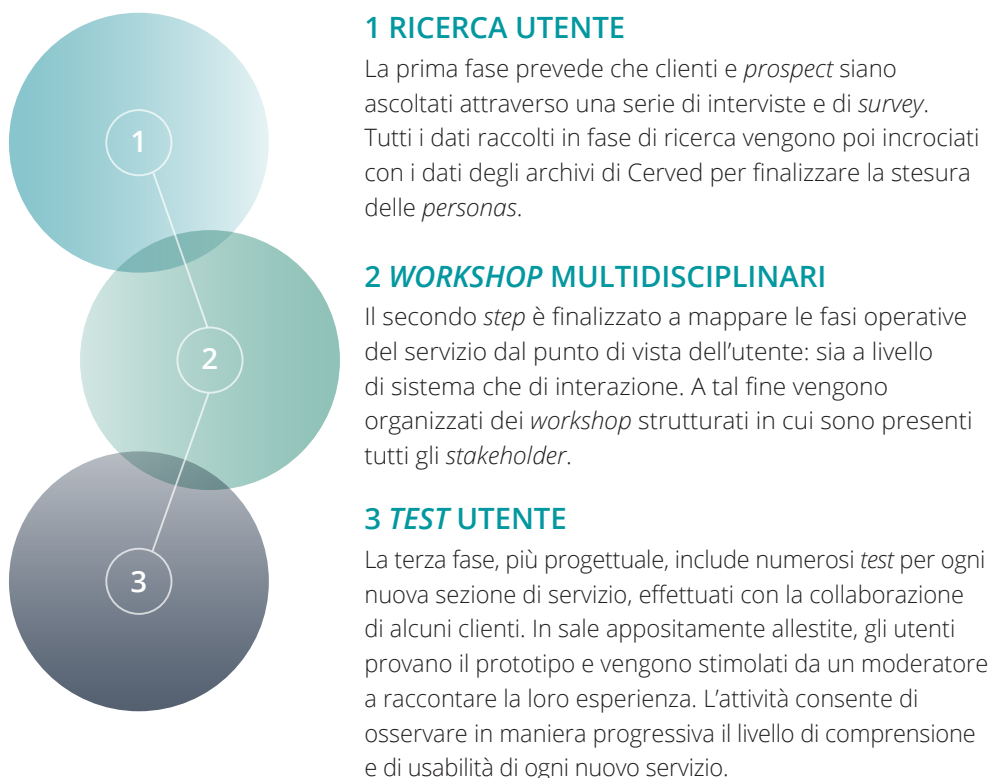 1 RICERCA UTENTE
La prima fase prevede che clienti e prospect siano
ascoltati attraverso una serie di interviste e di survey.
Tutti i dati raccolti in fase di ricerca vengono poi incrociati
con i dati degli archivi di Cerved per finalizzare la stesura
delle personas.
1
2 WORKSHOP MULTIDISCIPLINARI
Il secondo step è finalizzato a mappare le fasi operative
del servizio dal punto di vista dell’utente: sia a livello
di sistema che di interazione. A tal fine vengono
organizzati dei workshop strutturati in cui sono presenti
tutti gli stakeholder.
2
3 TEST UTENTE
La terza fase, più progettuale, include numerosi test per ogni
nuova sezione di servizio, effettuati con la collaborazione
di alcuni clienti. In sale appositamente allestite, gli utenti
provano il prototipo e vengono stimolati da un moderatore
a raccontare la loro esperienza. L’attività consente di
osservare in maniera progressiva il livello di comprensione
e di usabilità di ogni nuovo servizio.
3